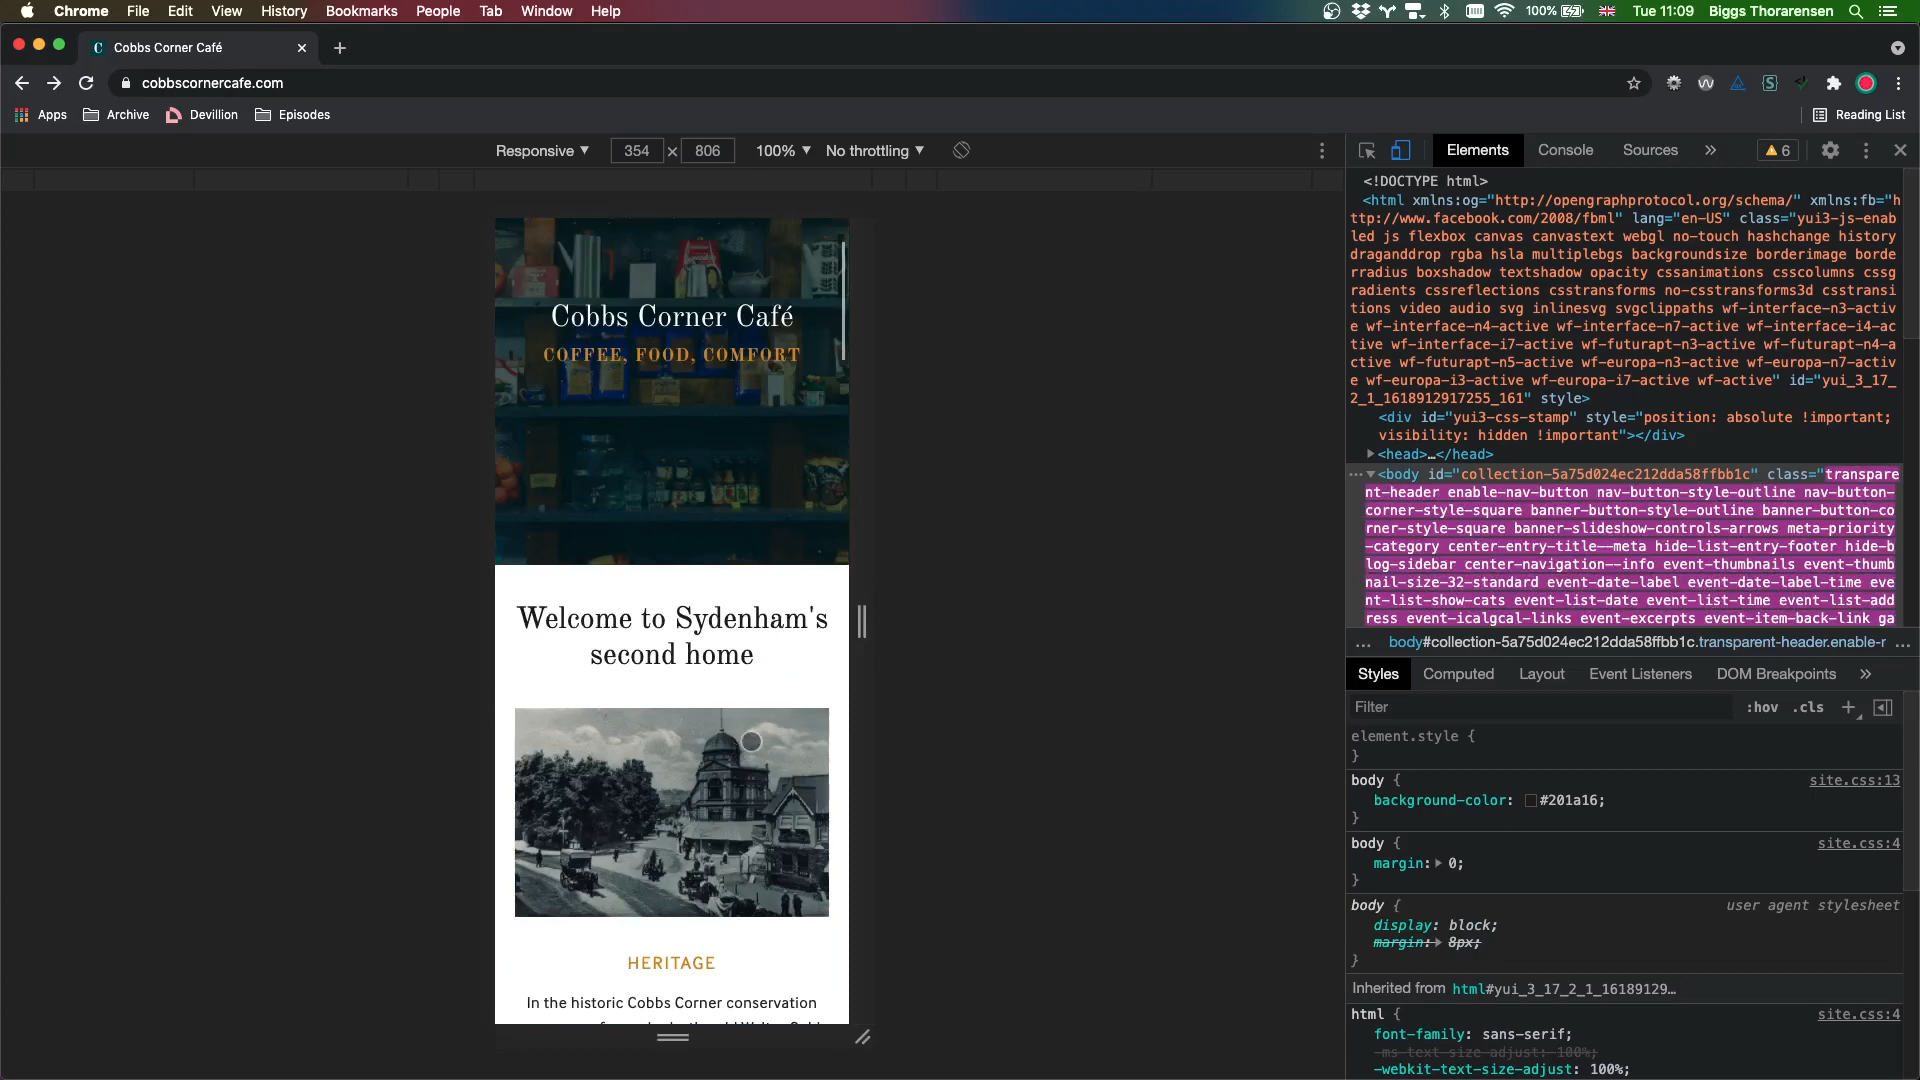 Chrome File Edit View History Bookmarks People Tab Window Help 100% Tue 11:09 Biggs Thorarensen
C Cobbs Corner Café × +
cobbscornercafe.com
Apps Archive Devillion Episodes Reading List
Responsive ▼ 354 × 806 100% ▼ No throttling ▼
Elements Console Sources » 6
Cobbs Corner Café
COFFEE, FOOD, COMFORT
Welcome to Sydenham's
second home
HERITAGE
In the historic Cobbs Corner conservation
<!DOCTYPE html>
<html xmlns:og="http://opengraphprotocol.org/schema/" xmlns:fb="h
ttp://www.facebook.com/2008/fbml" lang="en-US" class="yui3-js-enab
led js flexbox canvas canvastext webgl no-touch hashchange history
draganddrop rgba hsla multiplebgs backgroundsize borderimage borde
rradius boxshadow textshadow opacity cssanimations csscolumns cssg
radients cssreflections csstransforms no-csstransforms3d csstransi
tions video audio svg inlinesvg svgclippaths wf-interface-n3-activ
e wf-interface-n4-active wf-interface-n7-active wf-interface-i4-ac
tive wf-interface-i7-active wf-futurapt-n3-active wf-futurapt-n4-a
ctive wf-futurapt-n5-active wf-europa-n3-active wf-europa-n7-activ
e wf-europa-i3-active wf-europa-i7-active wf-active" id="yui_3_17_
2_1_1618912917255_161" style>
<div id="yui3-css-stamp" style="position: absolute !important;
visibility: hidden !important"></div>
<head>…</head>
<body id="collection-5a75d024ec212dda58ffbb1c" class="transpare
nt-header enable-nav-button nav-button-style-outline nav-button-
corner-style-square banner-button-style-outline banner-button-co
rner-style-square banner-slideshow-controls-arrows meta-priority
-category center-entry-title--meta hide-list-entry-footer hide-b
log-sidebar center-navigation--info event-thumbnails event-thumb
nail-size-32-standard event-date-label event-date-label-time eve
nt-list-show-cats event-list-date event-list-time event-list-add
ress event-icalgcal-links event-excerpts event-item-back-link ga
… body#collection-5a75d024ec212dda58ffbb1c.transparent-header.enable-r …
Styles Computed Layout Event Listeners DOM Breakpoints »
Filter :hov .cls +
element.style {
}
body { site.css:13
background-color: #201a16;
}
body { site.css:4
margin: 0;
}
body { user agent stylesheet
display: block;
margin: 8px;
}
Inherited from html#yui_3_17_2_1_16189129…
html { site.css:4
font-family: sans-serif;
-ms-text-size-adjust: 100%;
-webkit-text-size-adjust: 100%;